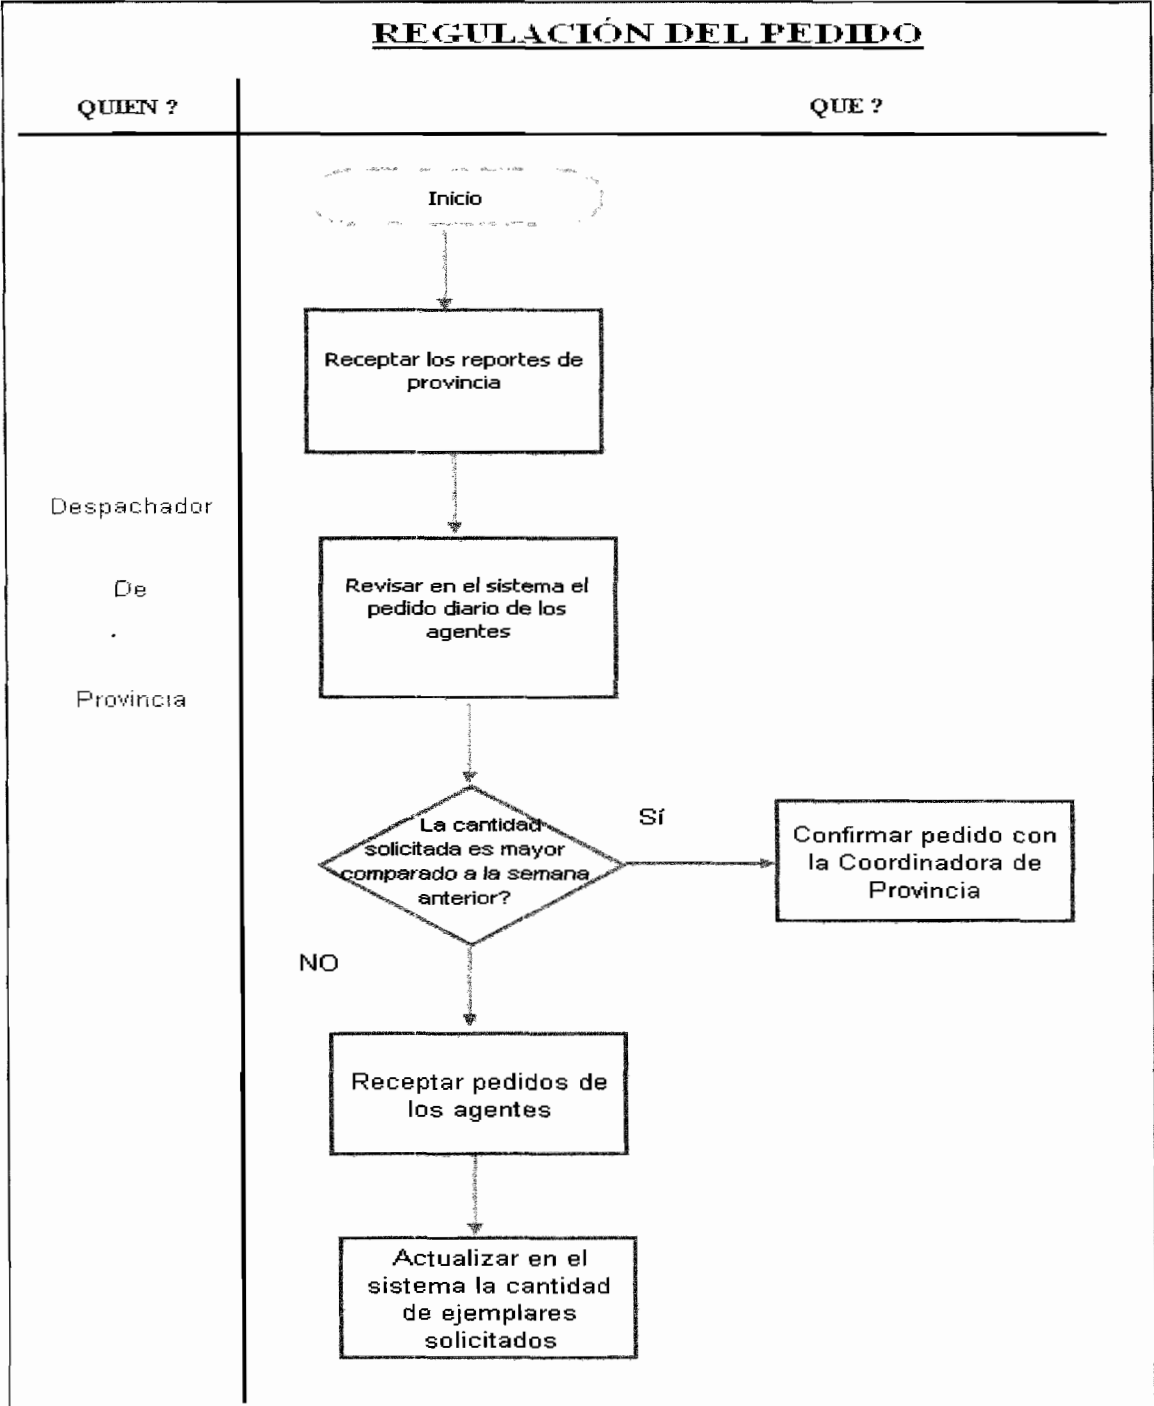 REGULACIÓN DEL PEDIDO
QUIEN ?
QUE ?
Inicio
Receptar los reportes de
provincia
Despachador
De
Provincia
Revisar en el sistema el
pedido diario de los
agentes
La cantidad
solicitada es mayor
comparado a la semana
anterior?
Sí
Confirmar pedido con
la Coordinadora de
Provincia
NO
Receptar pedidos de
los agentes
Actualizar en el
sistema la cantidad
de ejemplares
solicitados